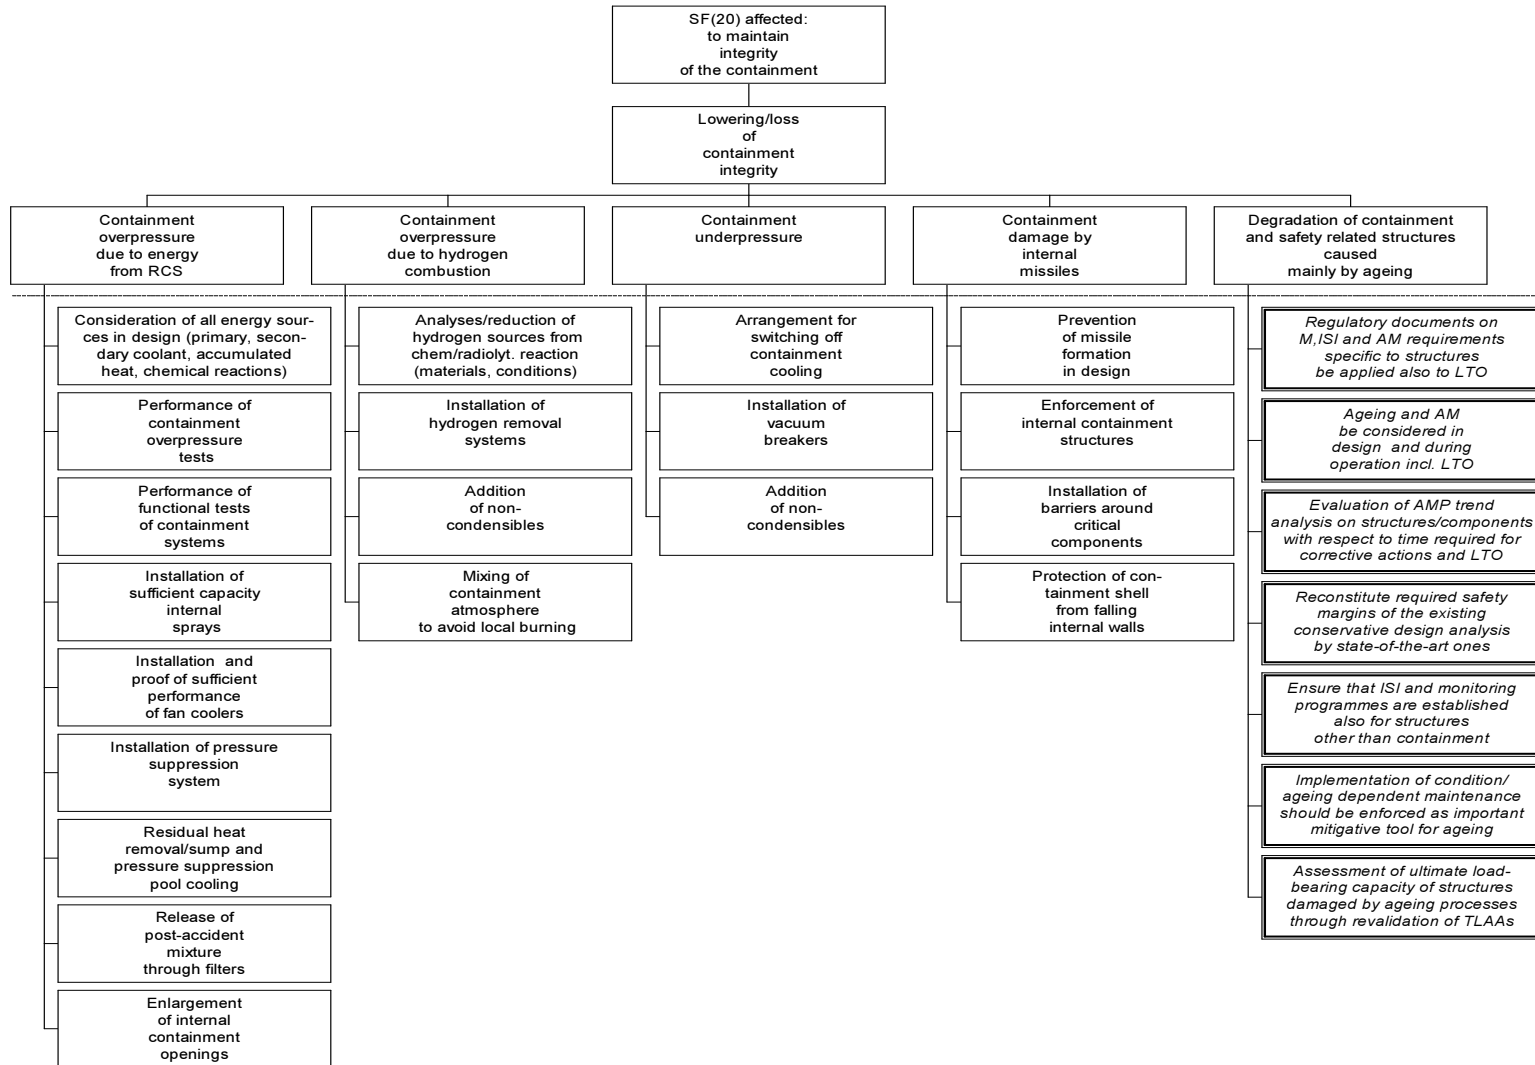 SF(20) affected:
to maintain
integrity
of the containment
Lowering/loss
of
containment
integrity
Containment
overpressure
due to energy
from RCS
Containment
overpressure
due to hydrogen
combustion
Containment
underpressure
Containment
damage by
internal
missiles
Degradation of containment
and safety related structures
caused
mainly by ageing
Consideration of all energy sour-
ces in design (primary, secon-
dary coolant, accumulated
heat, chemical reactions)
Performance of
containment
overpressure
tests
Performance of
functional tests
of containment
systems
Installation of
sufficient capacity
internal
sprays
Installation and
proof of sufficient
performance
of fan coolers
Installation of pressure
suppression
system
Residual heat
removal/sump and
pressure suppression
pool cooling
Release of
post-accident
mixture
through filters
Enlargement
of internal
containment
openings
Analyses/reduction of
hydrogen sources from
chem/radiolyt. reaction
(materials, conditions)
Installation of
hydrogen removal
systems
Addition
of non-
condensibles
Mixing of
containment
atmosphere
to avoid local burning
Arrangement for
switching off
containment
cooling
Installation of
vacuum
breakers
Addition
of non-
condensibles
Prevention
of missile
formation
in design
Enforcement of
internal containment
structures
Installation of
barriers around
critical
components
Protection of con-
tainment shell
from falling
internal walls
Regulatory documents on
M,ISI and AM requirements
specific to structures
be applied also to LTO
Ageing and AM
be considered in
design and during
operation incl. LTO
Evaluation of AMP trend
analysis on structures/components
with respect to time required for
corrective actions and LTO
Reconstitute required safety
margins of the existing
conservative design analysis
by state-of-the-art ones
Ensure that ISI and monitoring
programmes are established
also for structures
other than containment
Implementation of condition/
ageing dependent maintenance
should be enforced as important
mitigative tool for ageing
Assessment of ultimate load-
bearing capacity of structures
damaged by ageing processes
through revalidation of TLAAs